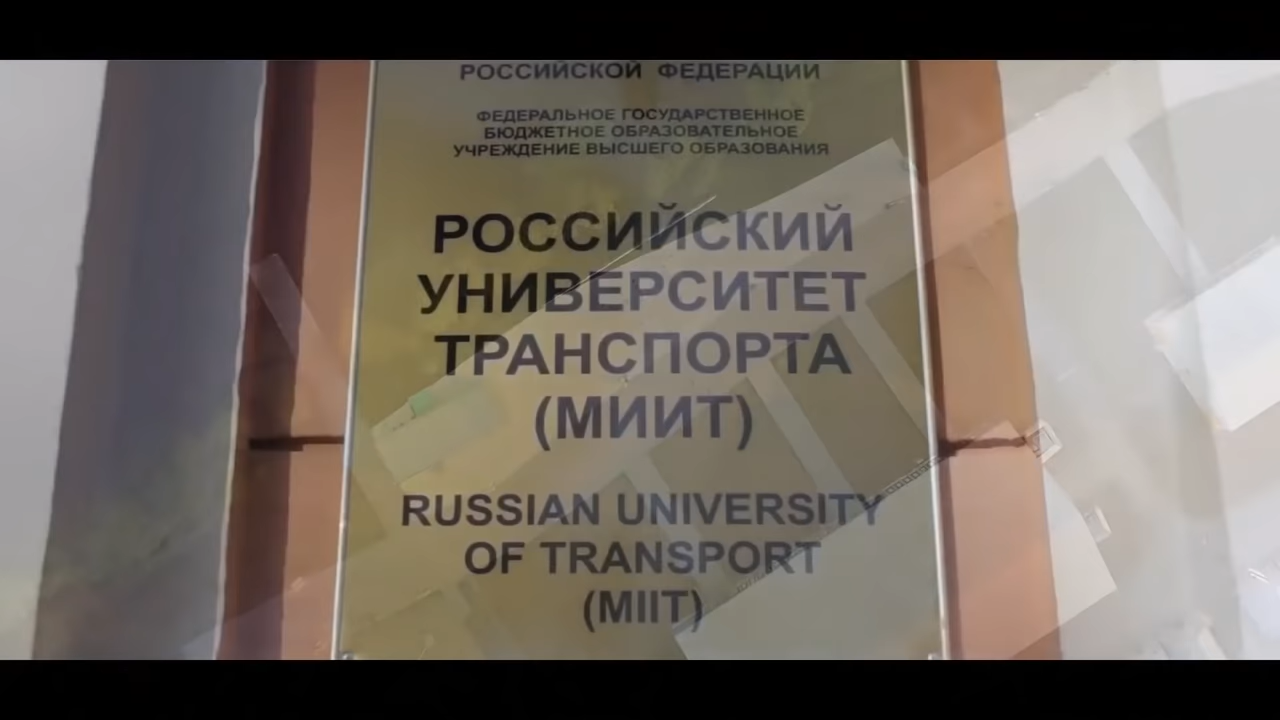 РОССИЙСКОЙ ФЕДЕРАЦИИ
ФЕДЕРАЛЬНОЕ ГОСУДАРСТВЕННОЕ
БЮДЖЕТНОЕ ОБРАЗОВАТЕЛЬНОЕ
УЧРЕЖДЕНИЕ ВЫСШЕГО ОБРАЗОВАНИЯ
РОССИЙСКИЙ
УНИВЕРСИТЕТ
ТРАНСПОРТА
(МИИТ)
RUSSIAN UNIVERSITY
OF TRANSPORT
(MIIT)